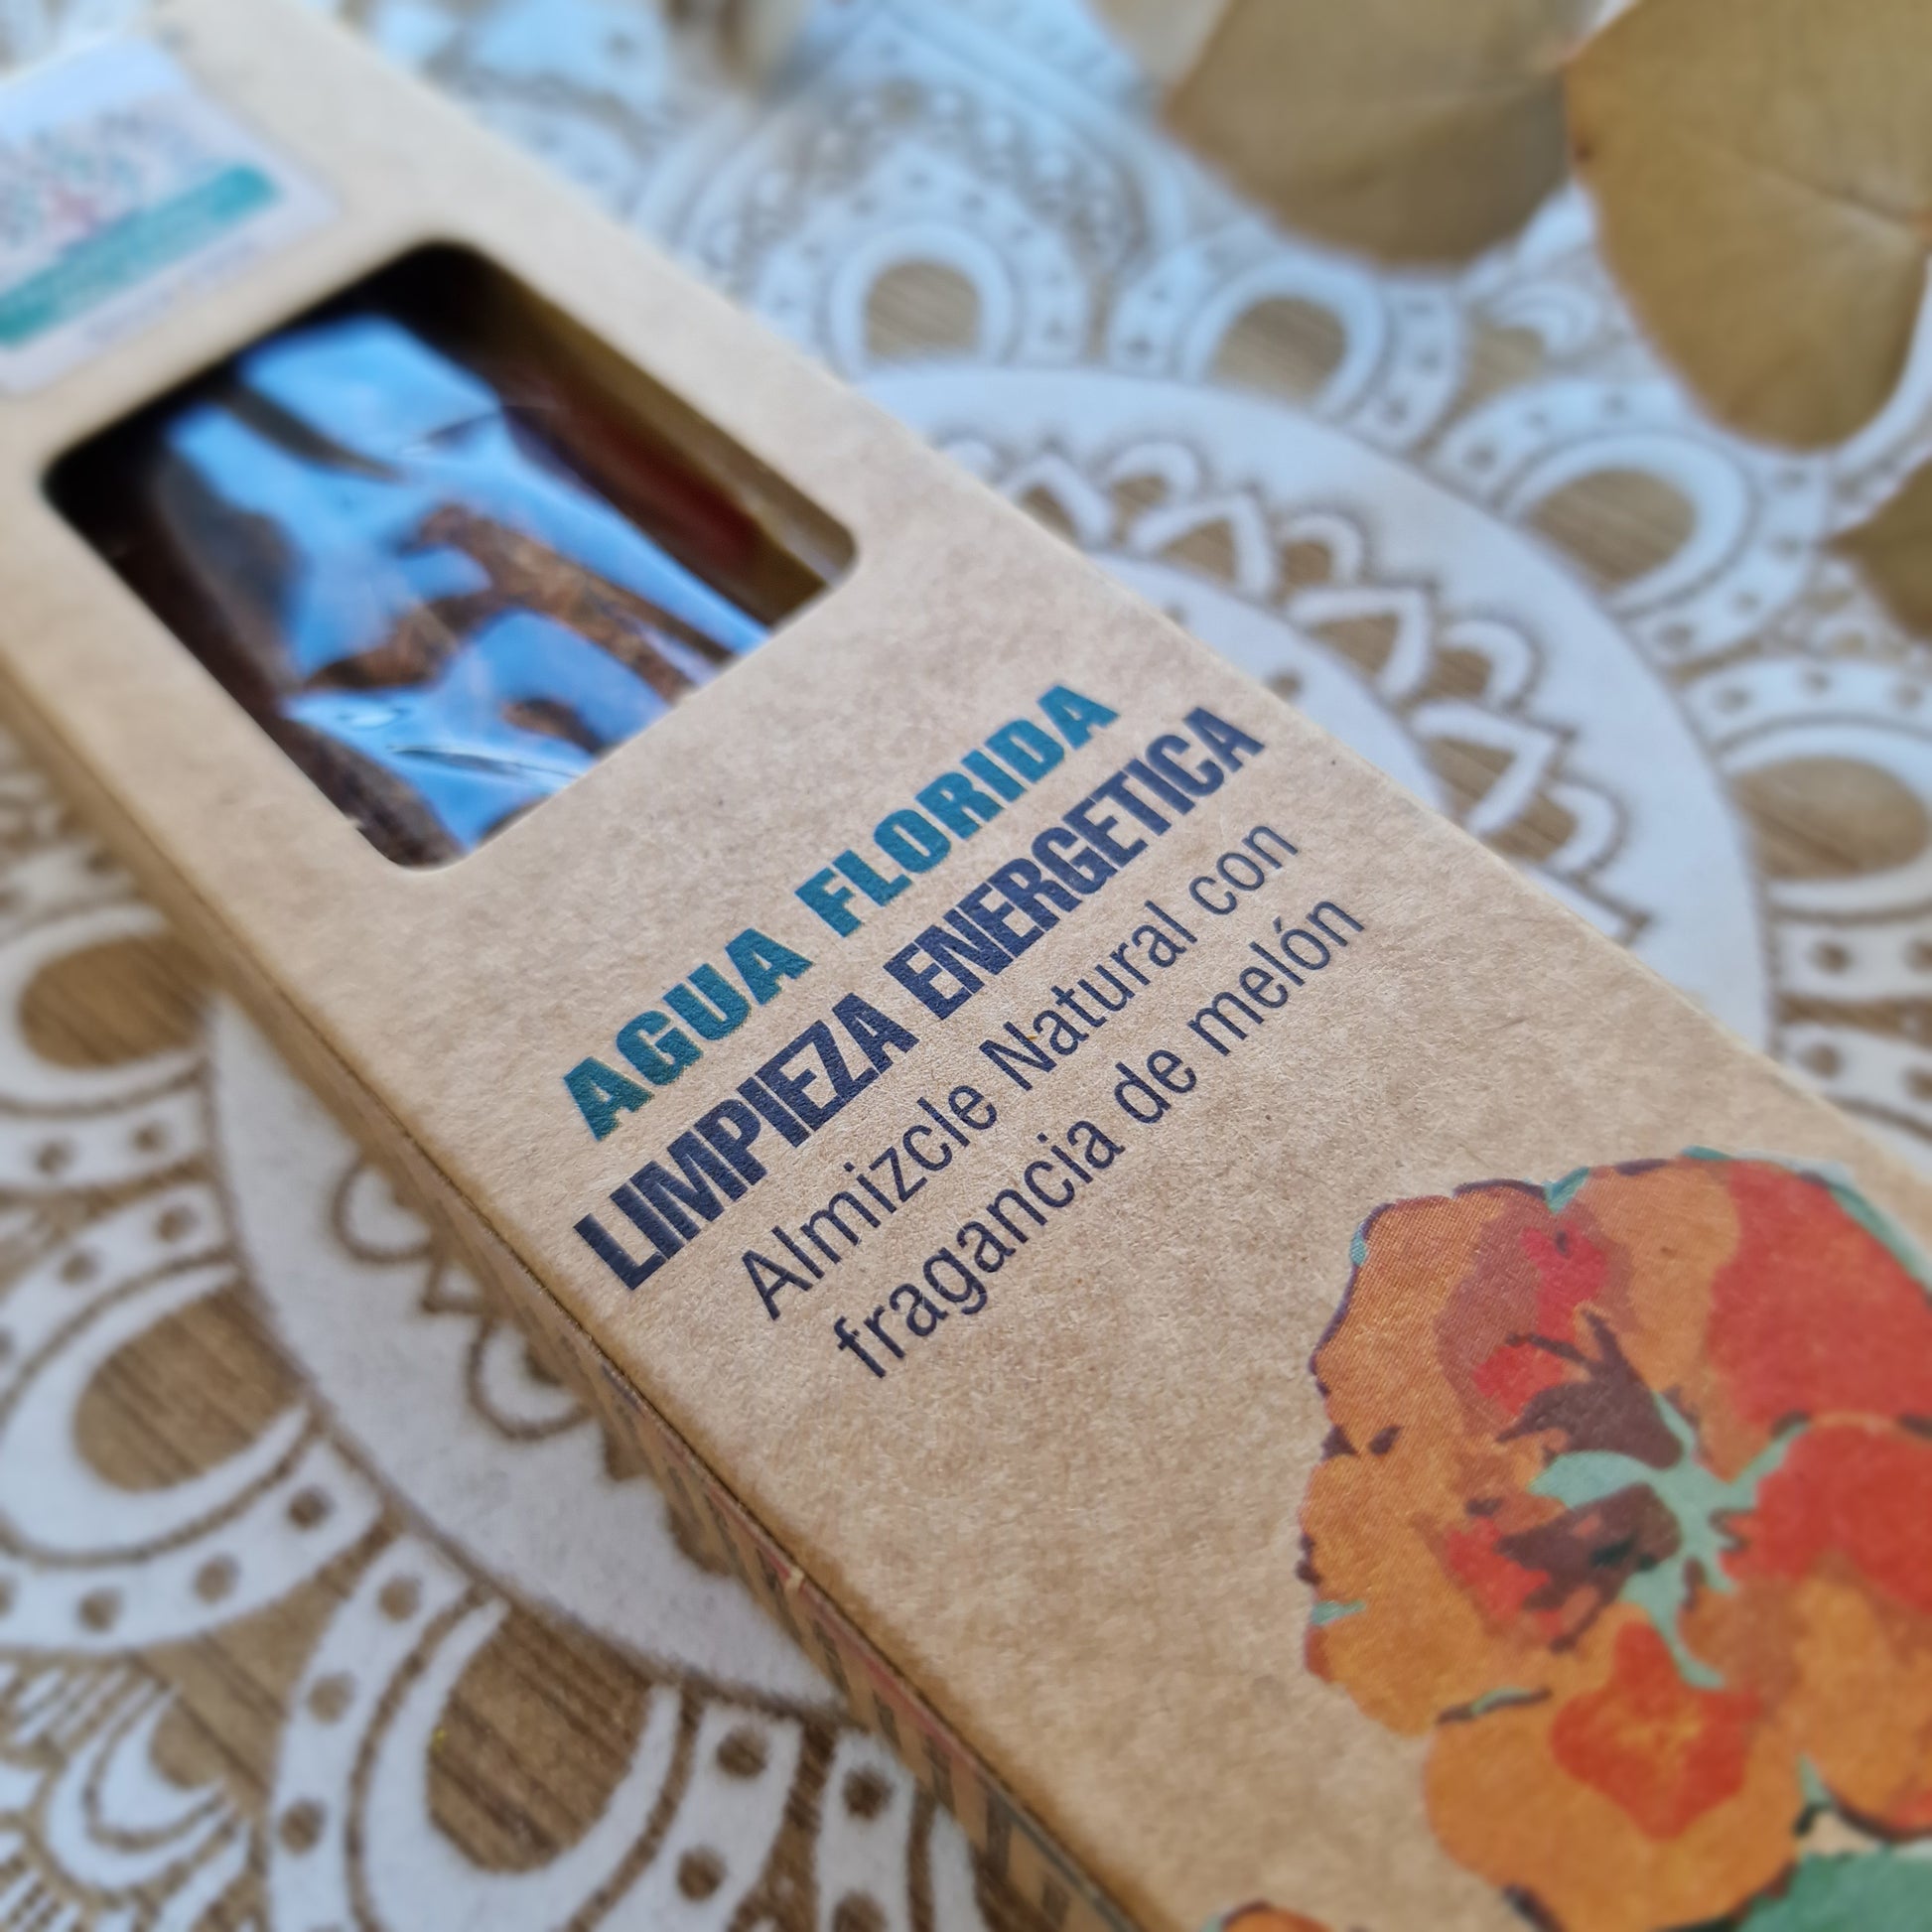 AGUA FLORIDA
LIMPIEZA ENERGETICA
Almizcle Natural con
fragancia de melón